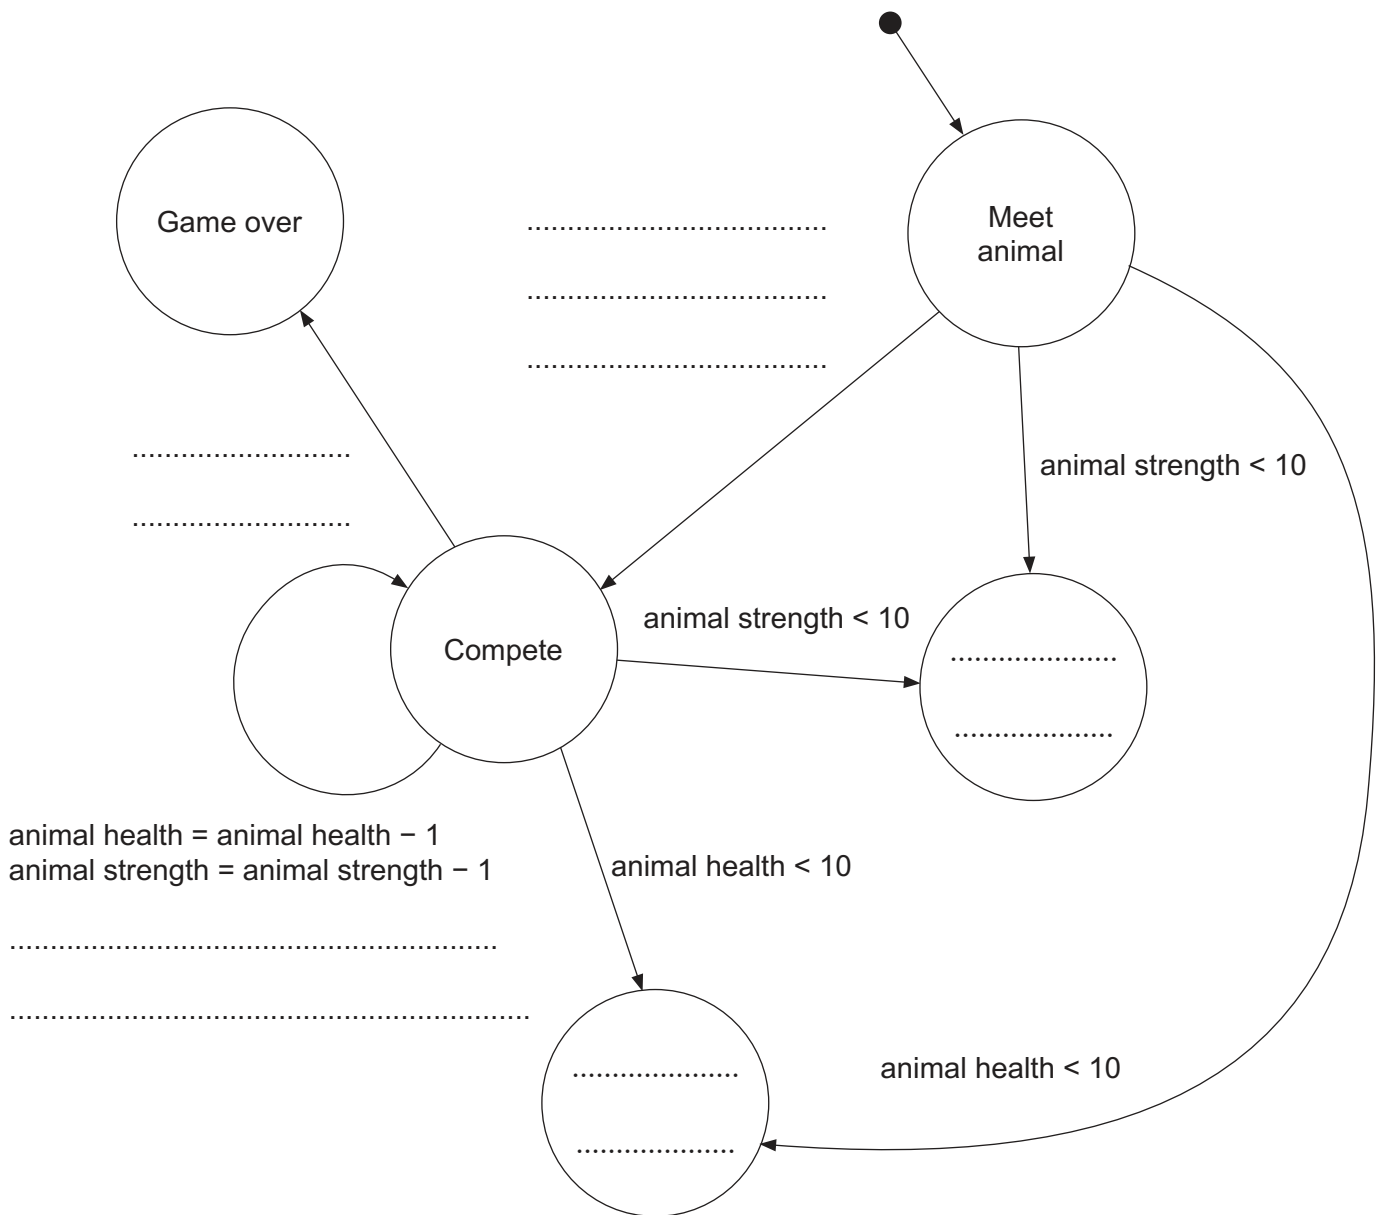 Meet
animal
Game over
....................................
....................................
....................................
animal strength < 10
..........................
..........................
animal strength < 10
Compete
....................
...................
animal health = animal health − 1
animal strength = animal strength − 1
animal health < 10
..........................................................
..............................................................
animal health < 10
....................
...................